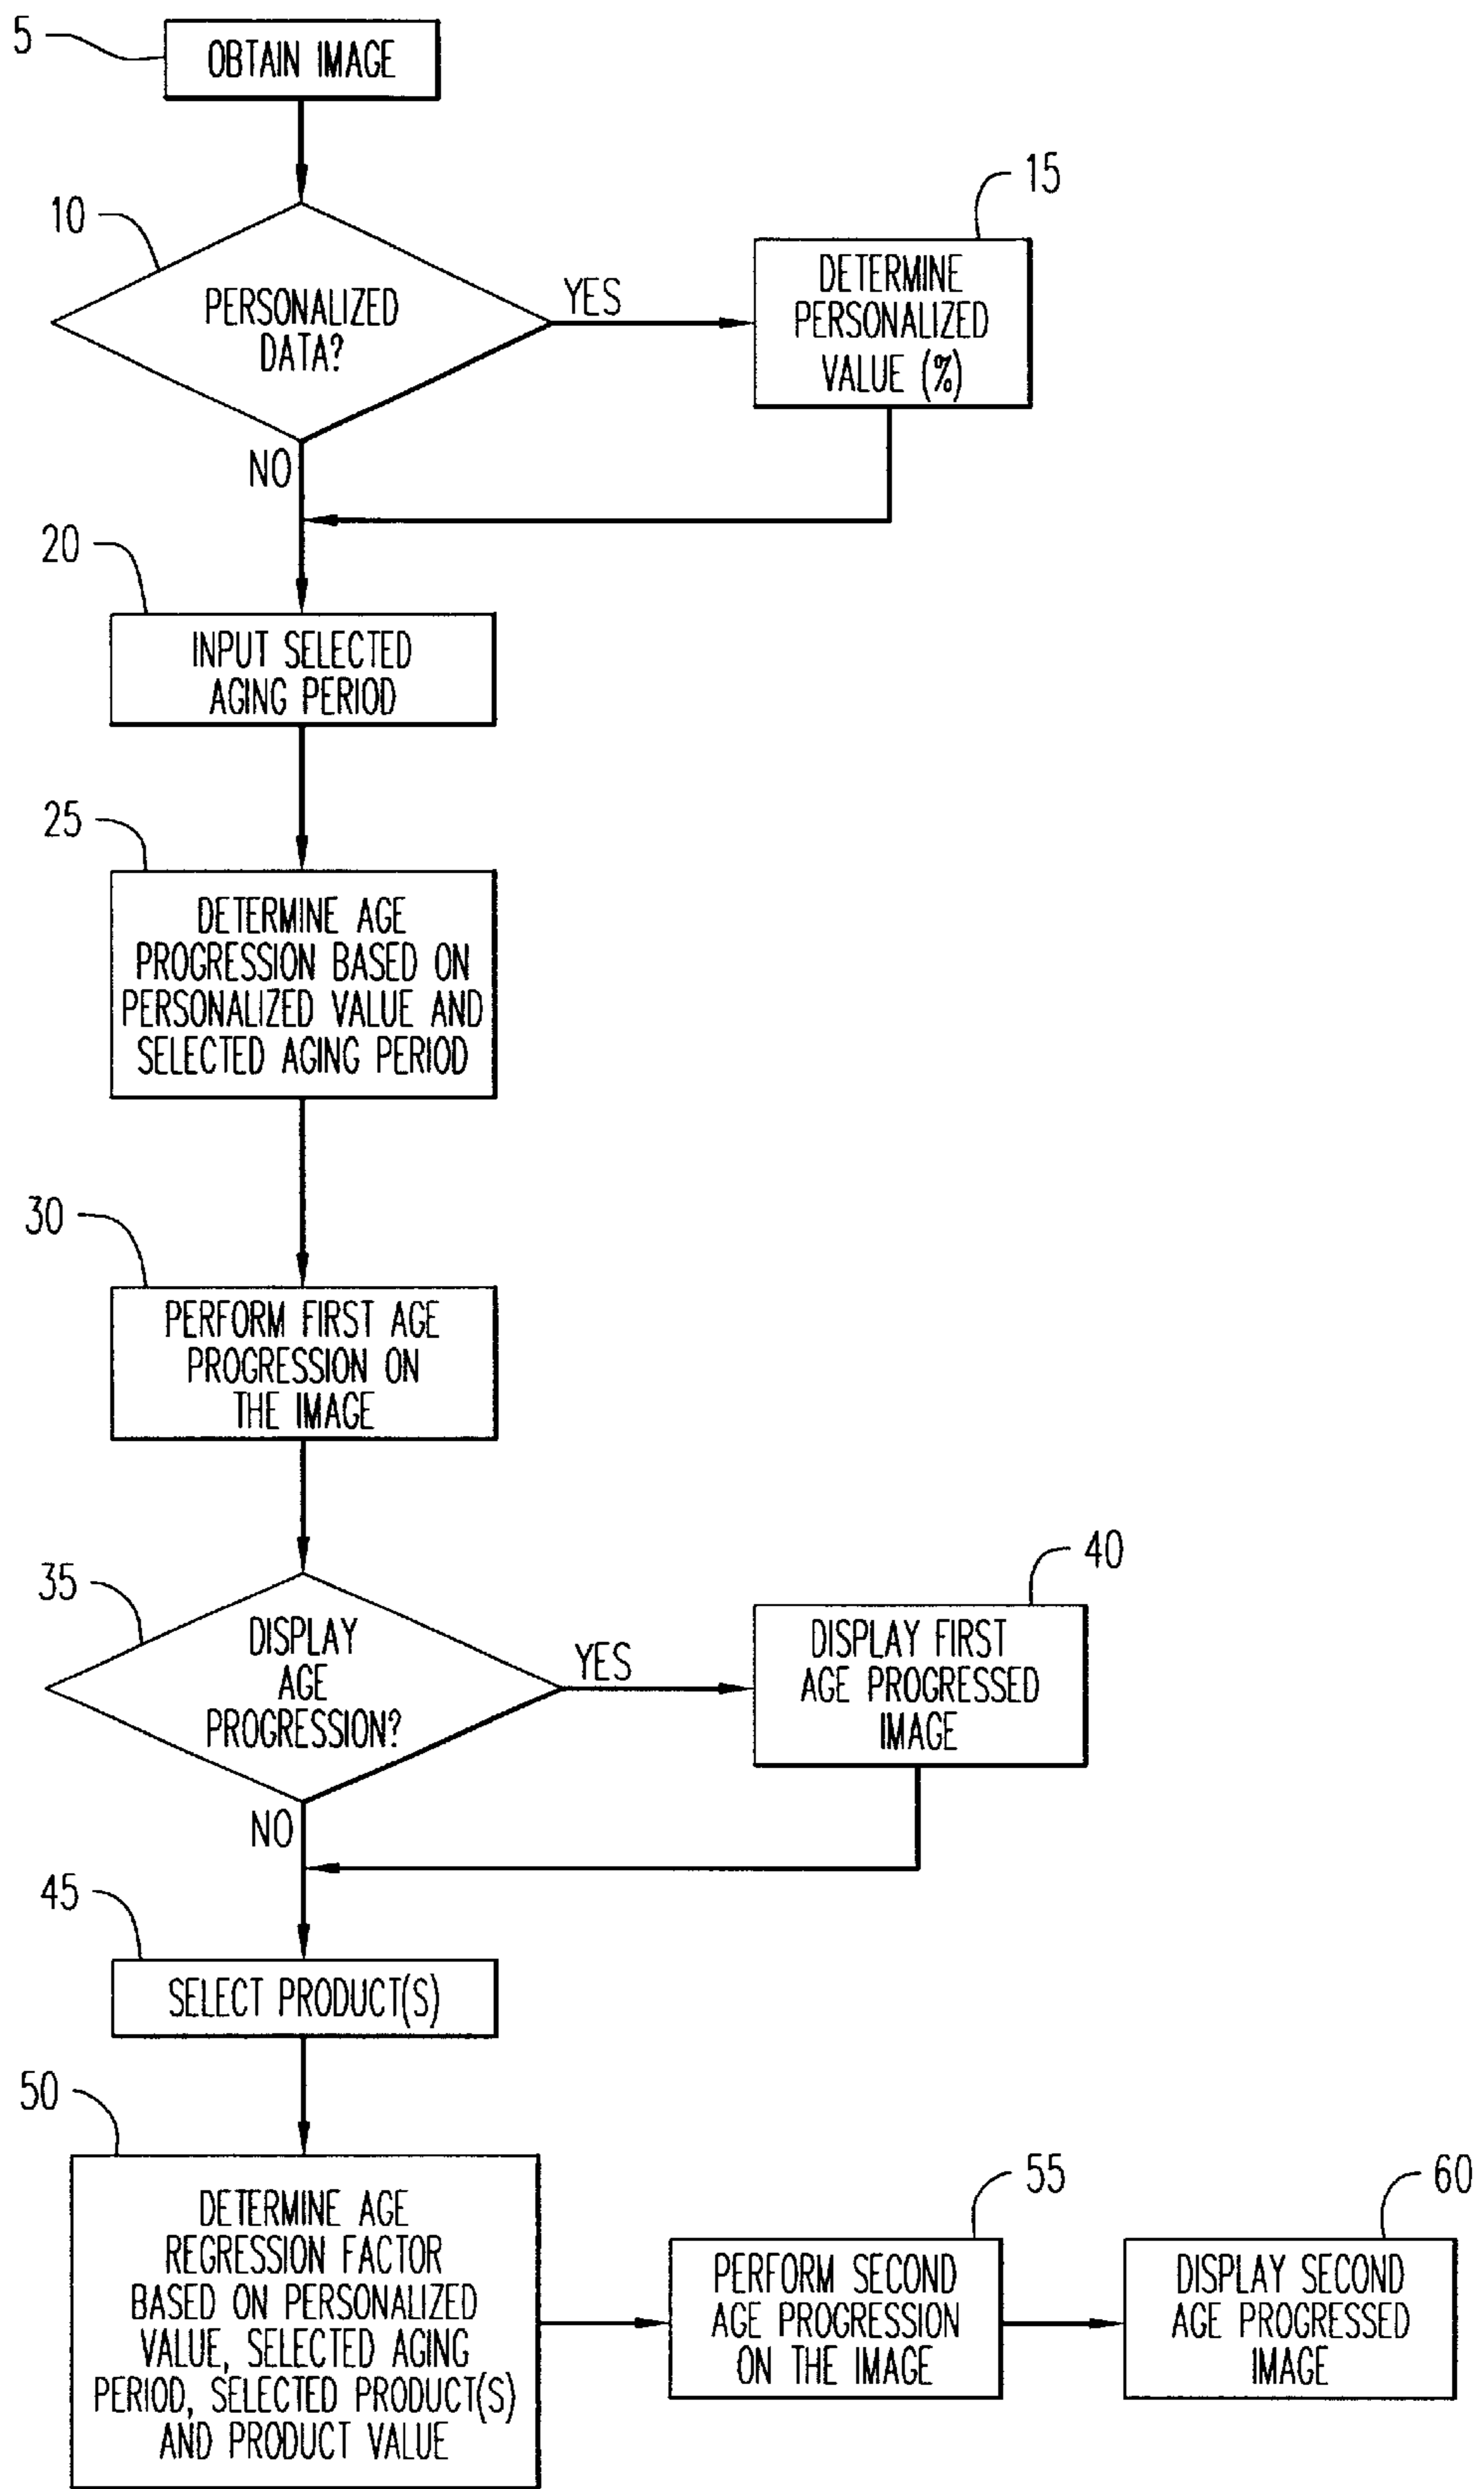 5
OBTAIN IMAGE
10
PERSONALIZED
DATA?
YES
NO
15
DETERMINE
PERSONALIZED
VALUE (%)
20
INPUT SELECTED
AGING PERIOD
25
DETERMINE AGE
PROGRESSION BASED ON
PERSONALIZED VALUE AND
SELECTED AGING PERIOD
30
PERFORM FIRST AGE
PROGRESSION ON
THE IMAGE
35
DISPLAY
AGE
PROGRESSION?
YES
NO
40
DISPLAY FIRST
AGE PROGRESSED
IMAGE
45
SELECT PRODUCT(S)
50
DETERMINE AGE
REGRESSION FACTOR
BASED ON PERSONALIZED
VALUE, SELECTED AGING
PERIOD, SELECTED PRODUCT(S)
AND PRODUCT VALUE
55
PERFORM SECOND
AGE PROGRESSION
ON THE IMAGE
60
DISPLAY SECOND
AGE PROGRESSED
IMAGE